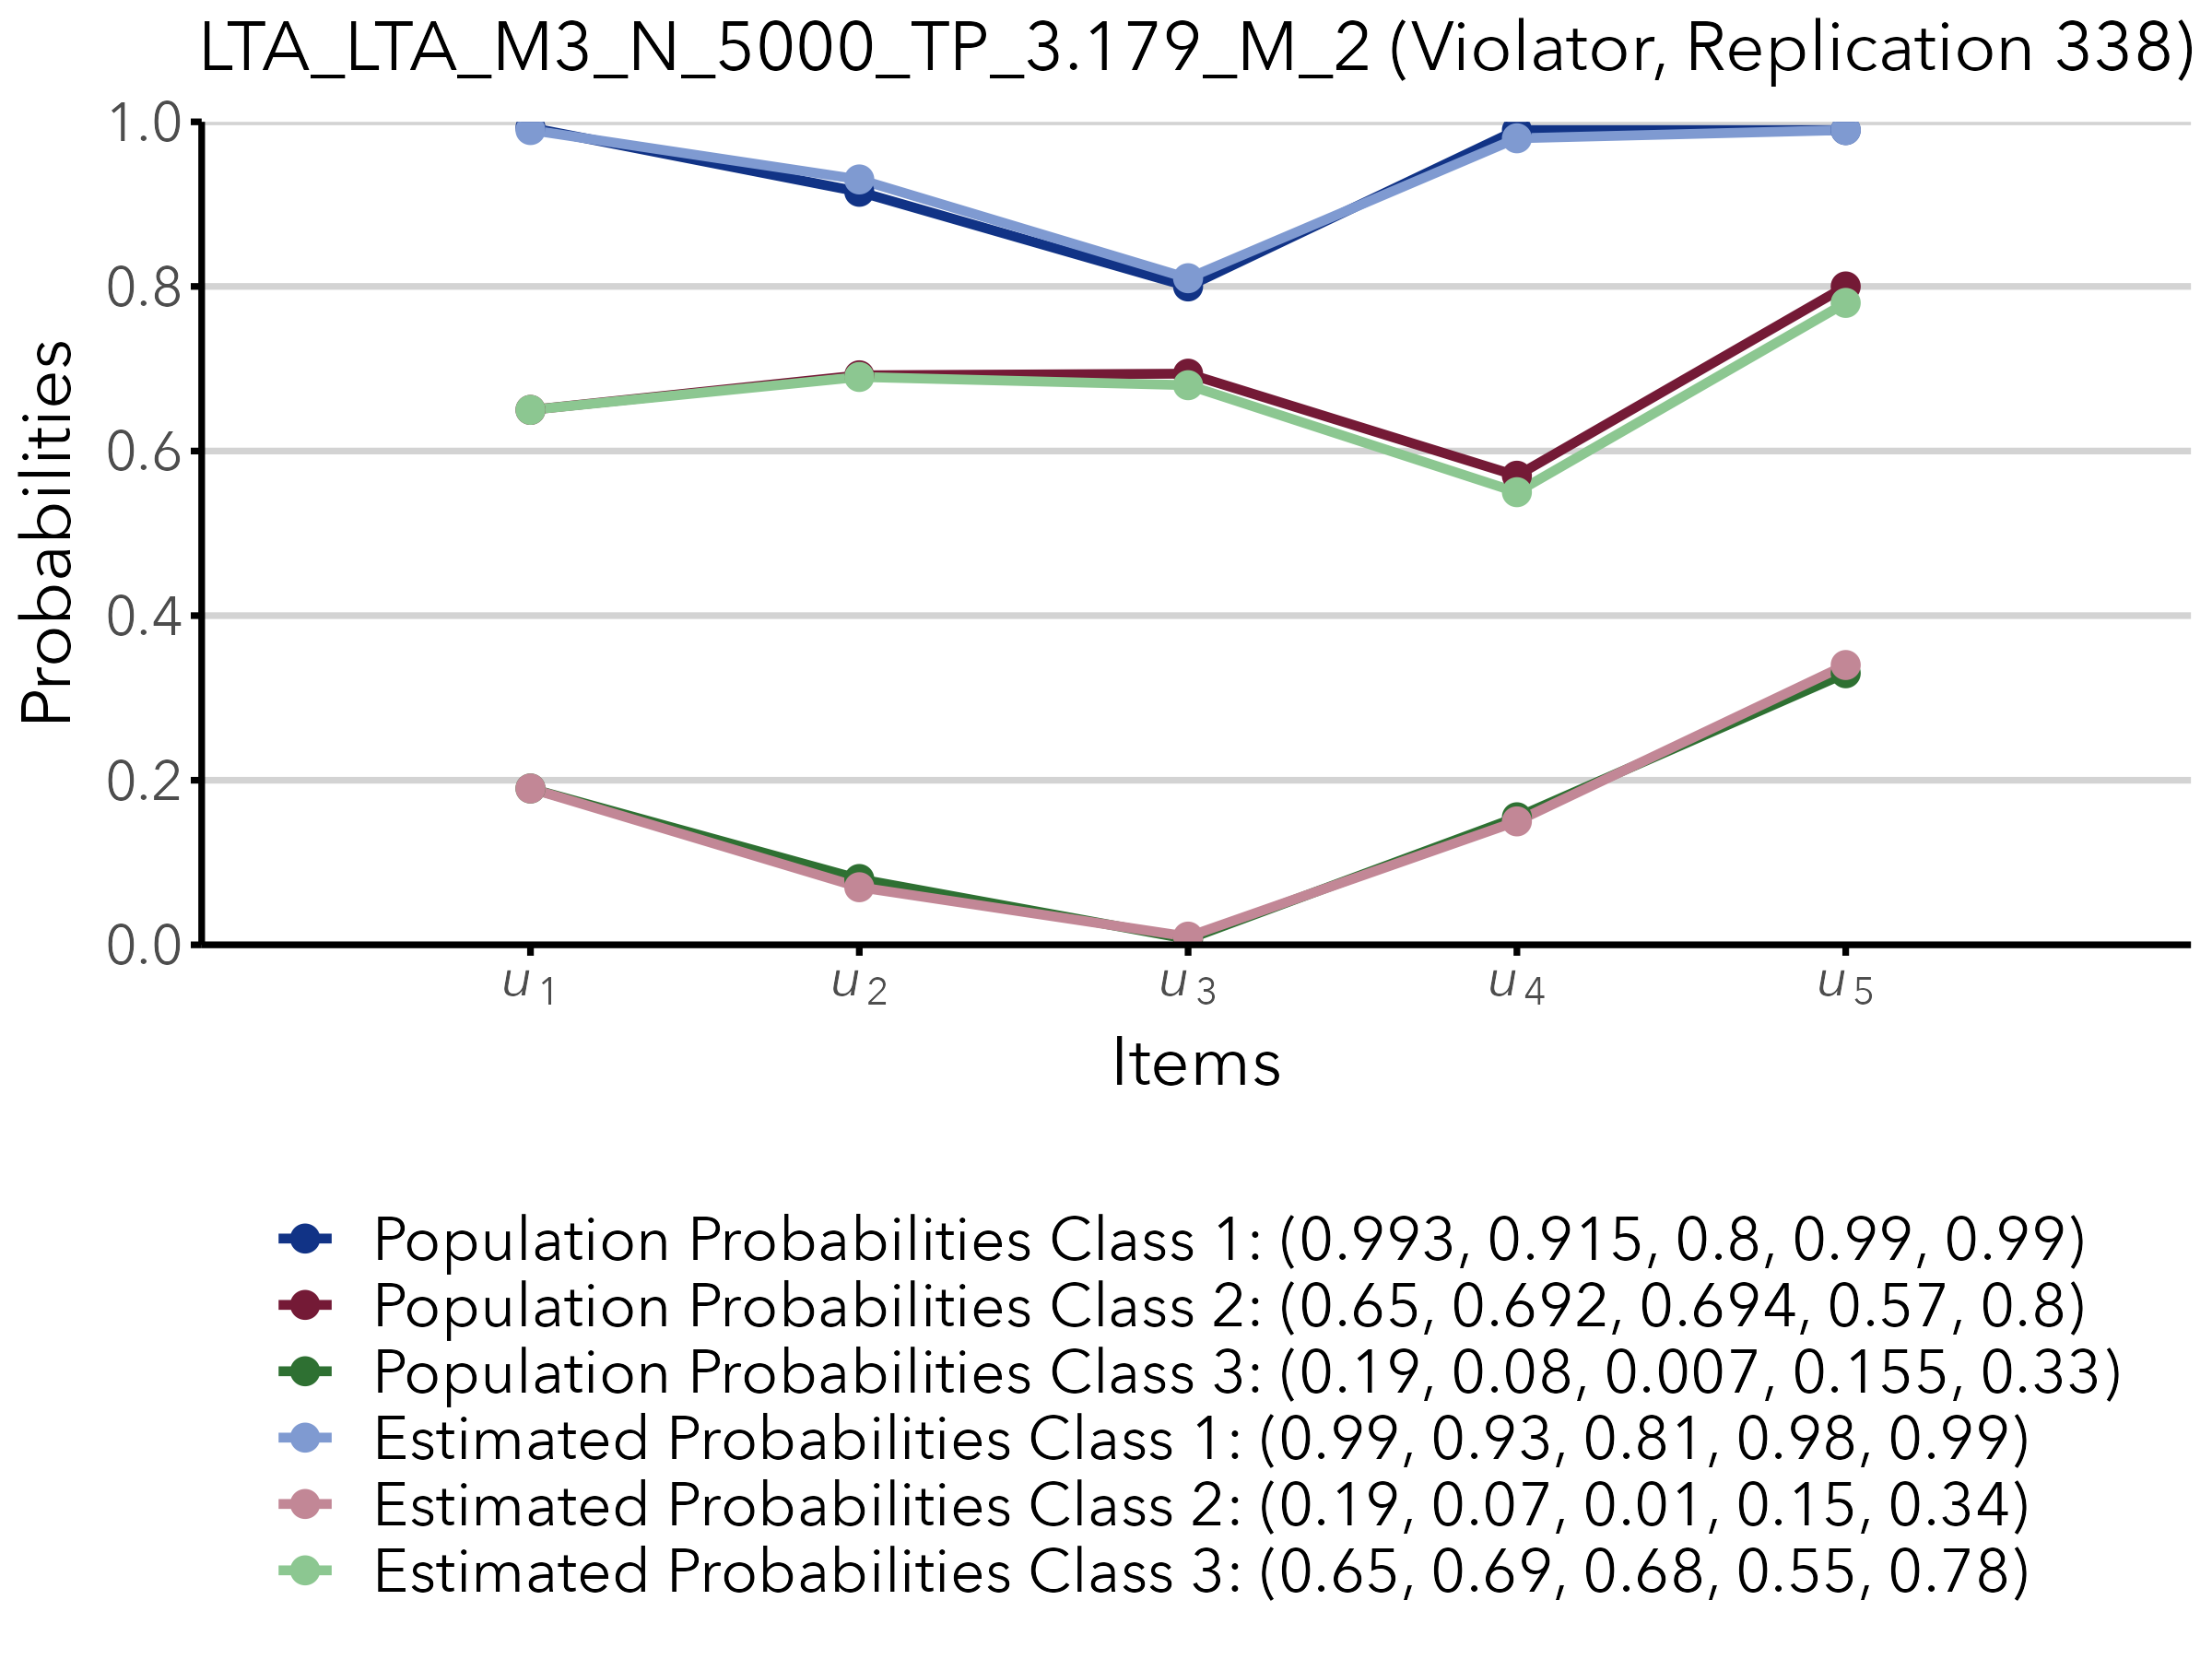 LTA_LTA_M3_N_5000_TP_3.179_M_2 (Violator, Replication 338)
Probabilities
1.0
0.8
0.6
0.4
0.2
0.0
u1 u2 u3 u4 u5
Items
Population Probabilities Class 1: (0.993, 0.915, 0.8, 0.99, 0.99)
Population Probabilities Class 2: (0.65, 0.692, 0.694, 0.57, 0.8)
Population Probabilities Class 3: (0.19, 0.08, 0.007, 0.155, 0.33)
Estimated Probabilities Class 1: (0.99, 0.93, 0.81, 0.98, 0.99)
Estimated Probabilities Class 2: (0.19, 0.07, 0.01, 0.15, 0.34)
Estimated Probabilities Class 3: (0.65, 0.69, 0.68, 0.55, 0.78)